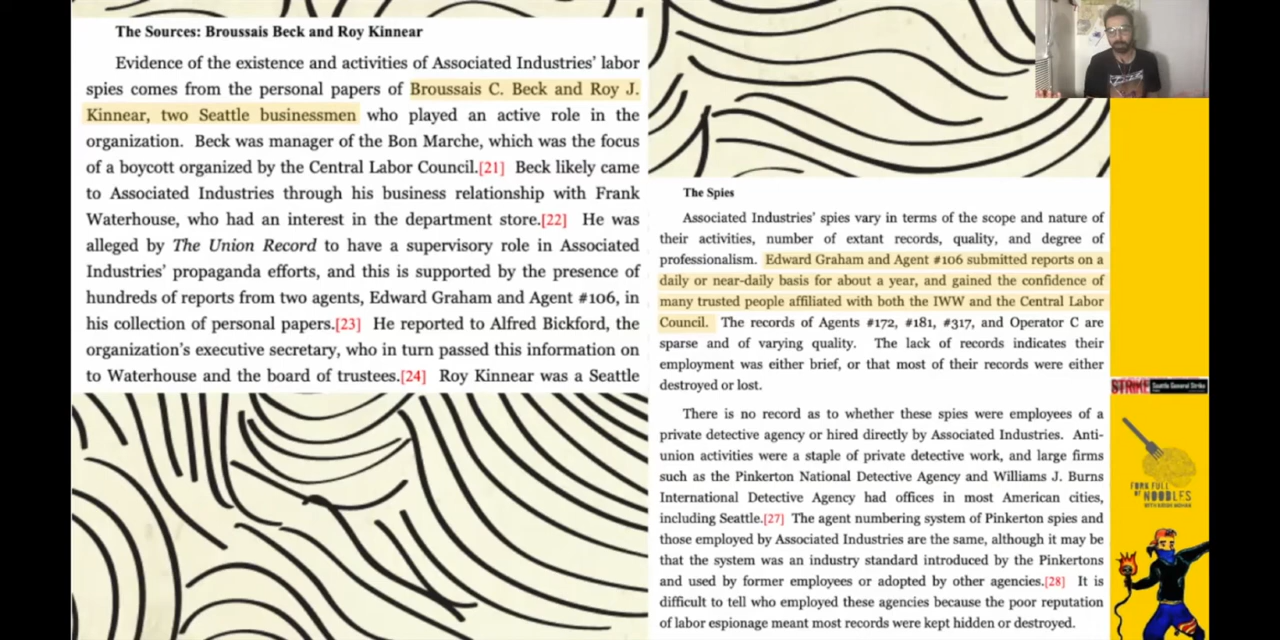 The Sources: Broussais Beck and Roy Kinnear
Evidence of the existence and activities of Associated Industries' labor
spies comes from the personal papers of Broussais C. Beck and Roy J.
Kinnear, two Seattle businessmen who played an active role in the
organization. Beck was manager of the Bon Marche, which was the focus
of a boycott organized by the Central Labor Council.[21] Beck likely came
to Associated Industries through his business relationship with Frank
Waterhouse, who had an interest in the department store.[22] He was
alleged by The Union Record to have a supervisory role in Associated
Industries' propaganda efforts, and this is supported by the presence of
hundreds of reports from two agents, Edward Graham and Agent #106, in
his collection of personal papers.[23] He reported to Alfred Bickford, the
organization's executive secretary, who in turn passed this information on
to Waterhouse and the board of trustees.[24] Roy Kinnear was a Seattle
The Spies
Associated Industries' spies vary in terms of the scope and nature of
their activities, number of extant records, quality, and degree of
professionalism. Edward Graham and Agent #106 submitted reports on a
daily or near-daily basis for about a year, and gained the confidence of
many trusted people affiliated with both the IWW and the Central Labor
Council. The records of Agents #172, #181, #317, and Operator C are
sparse and of varying quality. The lack of records indicates their
employment was either brief, or that most of their records were either
destroyed or lost.
There is no record as to whether these spies were employees of a
private detective agency or hired directly by Associated Industries. Anti-
union activities were a staple of private detective work, and large firms
such as the Pinkerton National Detective Agency and Williams J. Burns
International Detective Agency had offices in most American cities,
including Seattle.[27] The agent numbering system of Pinkerton spies and
those employed by Associated Industries are the same, although it may be
that the system was an industry standard introduced by the Pinkertons
and used by former employees or adopted by other agencies.[28] It is
difficult to tell who employed these agencies because the poor reputation
of labor espionage meant most records were kept hidden or destroyed.
STRIKE
Seattle General Strike
FORK FULL
OF NOODLES